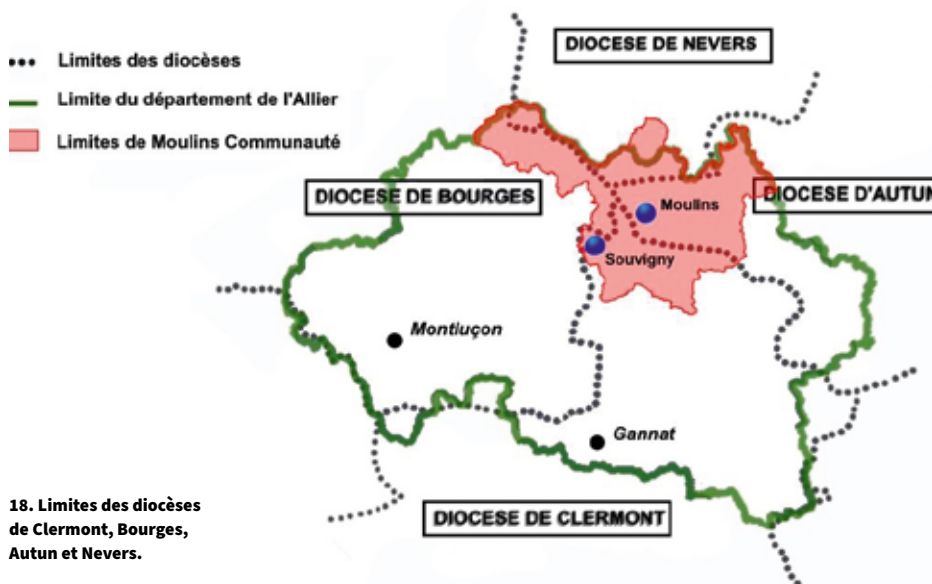 DIOCESE DE NEVERS
Limites des diocèses
Limite du département de l'Allier
Limites de Moulins Communauté
DIOCESE DE BOURGES
DIOCESE D'AUTUN
Moulins
Souvigny
Montluçon
Gannat
DIOCESE DE CLERMONT
18. Limites des diocèses
de Clermont, Bourges,
Autun et Nevers.